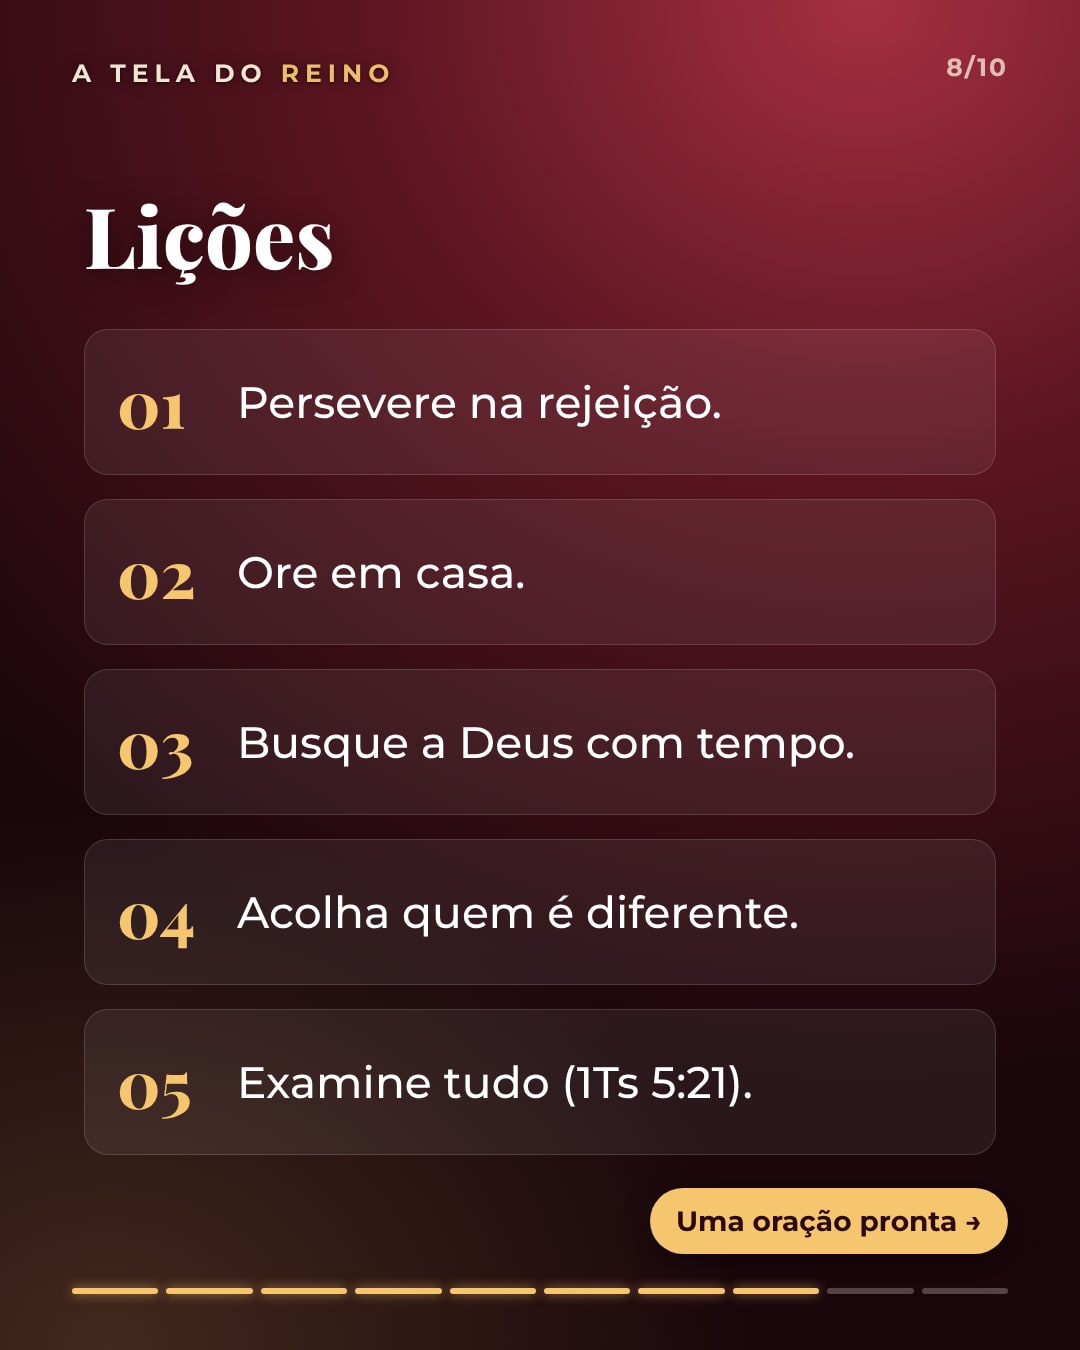 A TELA DO REINO
8/10
Lições
01 Persevere na rejeição.
02 Ore em casa.
03 Busque a Deus com tempo.
04 Acolha quem é diferente.
05 Examine tudo (1Ts 5:21).
Uma oração pronta →